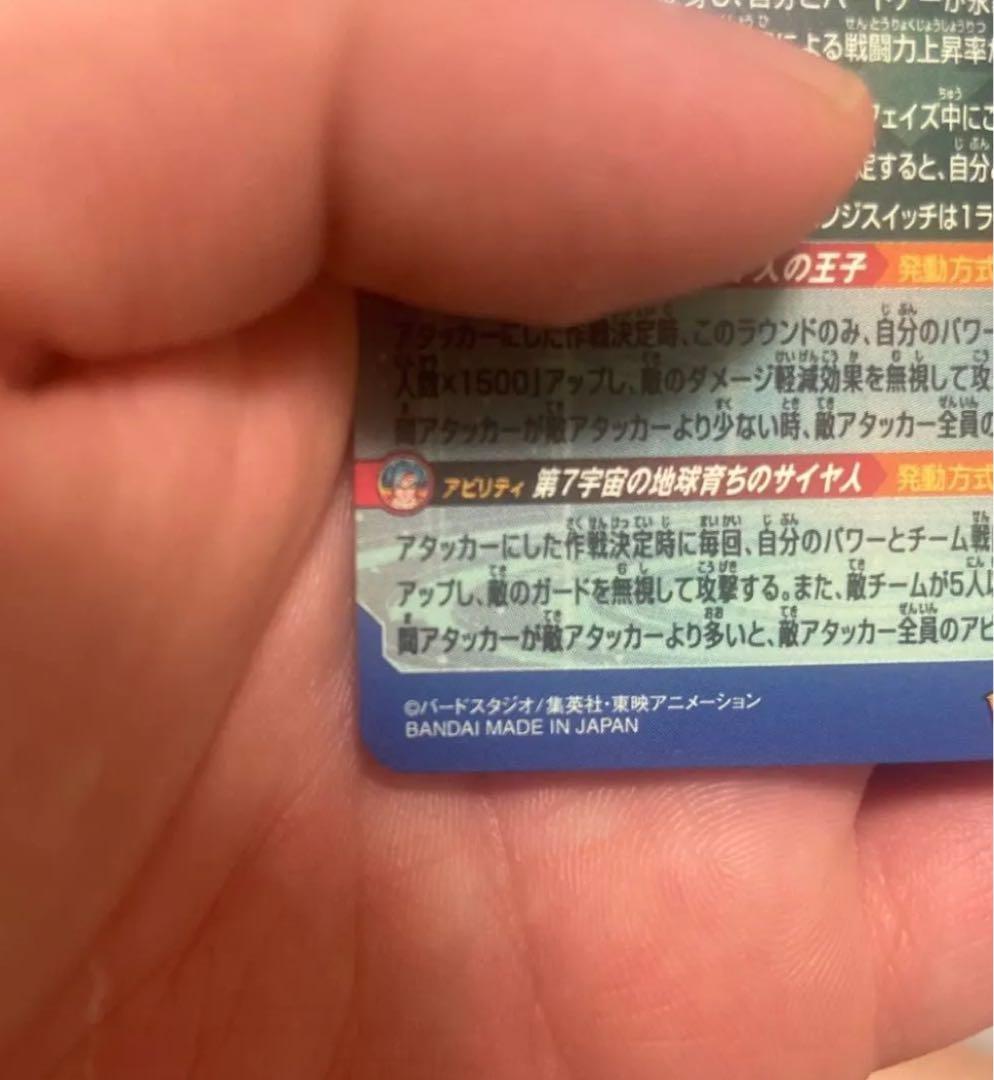 による戦闘力上昇率
フェイズ中にこ
定すると、自分
ンジスイッチは1ラ
人の王子 発動方式
アタッカーにした作戦決定時、このラウンドのみ、自分のパワー
人数×1500」アップし、敵のダメージ軽減効果を無視して攻
間アタッカーが敵アタッカーより少ない時、敵アタッカー全員の
アビリティ 第7宇宙の地球育ちのサイヤ人 発動方式
アタッカーにした作戦決定時に毎回、自分のパワーとチーム戦
アップし、敵のガードを無視して攻撃する。また、敵チームが5人
間アタッカーが敵アタッカーより多いと、敵アタッカー全員のアビ
©バードスタジオ/集英社・東映アニメーション
BANDAI MADE IN JAPAN